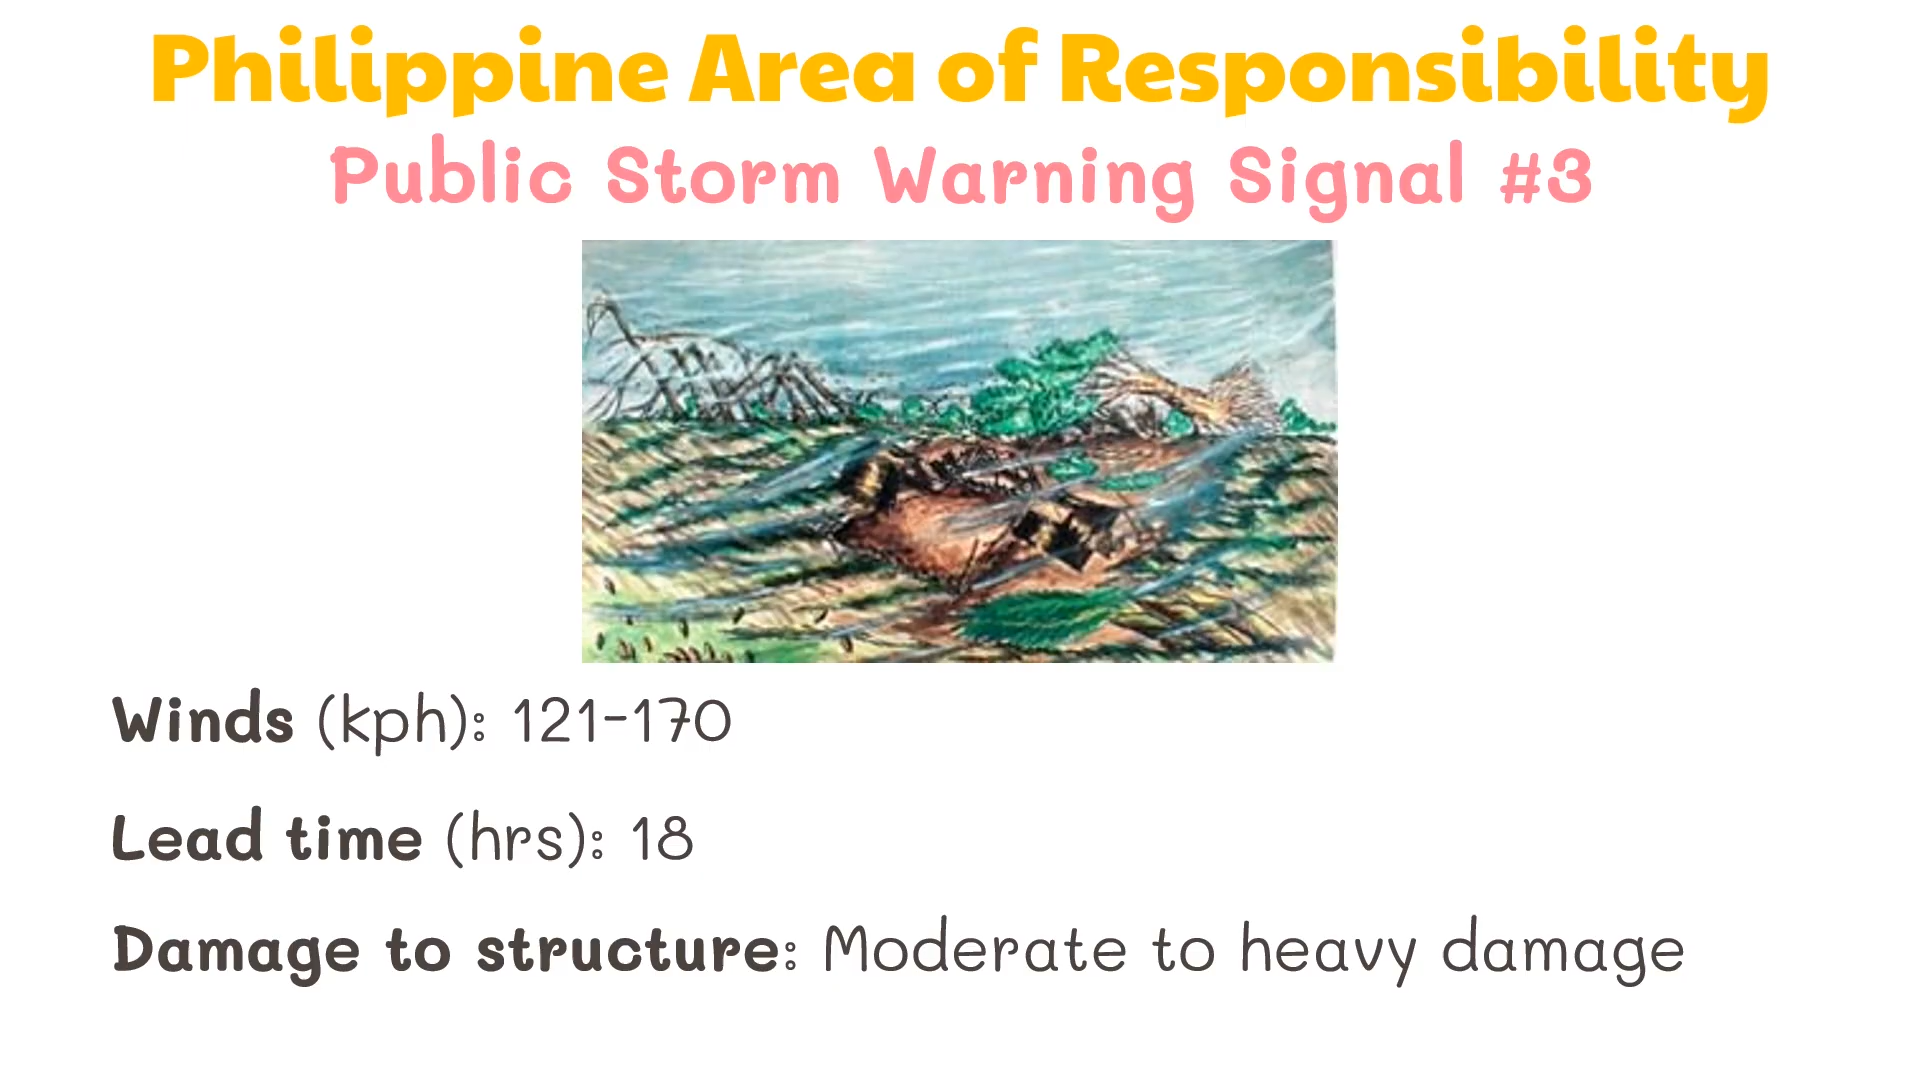 Philippine Area of Responsibility
Public Storm Warning Signal #3
Winds (kph): 121-170
Lead time (hrs): 18
Damage to structure: Moderate to heavy damage